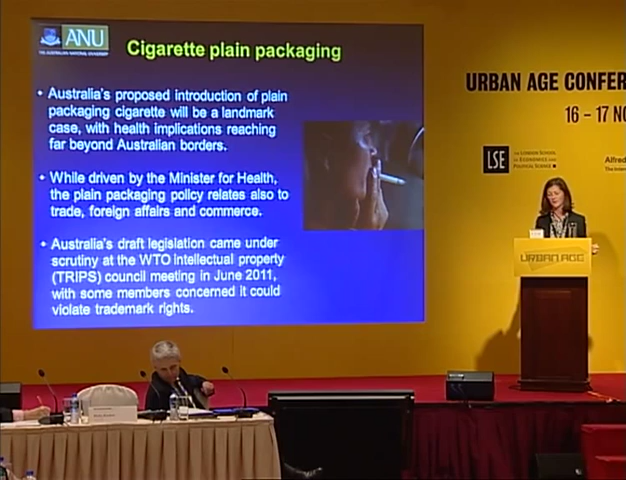 ANU
THE AUSTRALIAN NATIONAL UNIVERSITY
Cigarette plain packaging
• Australia's proposed introduction of plain
packaging cigarette will be a landmark
case, with health implications reaching
far beyond Australian borders.
• While driven by the Minister for Health,
the plain packaging policy relates also to
trade, foreign affairs and commerce.
• Australia's draft legislation came under
scrutiny at the WTO intellectual property
(TRIPS) council meeting in June 2011,
with some members concerned it could
violate trademark rights.
URBAN AGE CONFER
16 – 17 NO
LSE
THE LONDON SCHOOL
OF ECONOMICS AND
POLITICAL SCIENCE
Alfred
The Inter
URBAN AGE